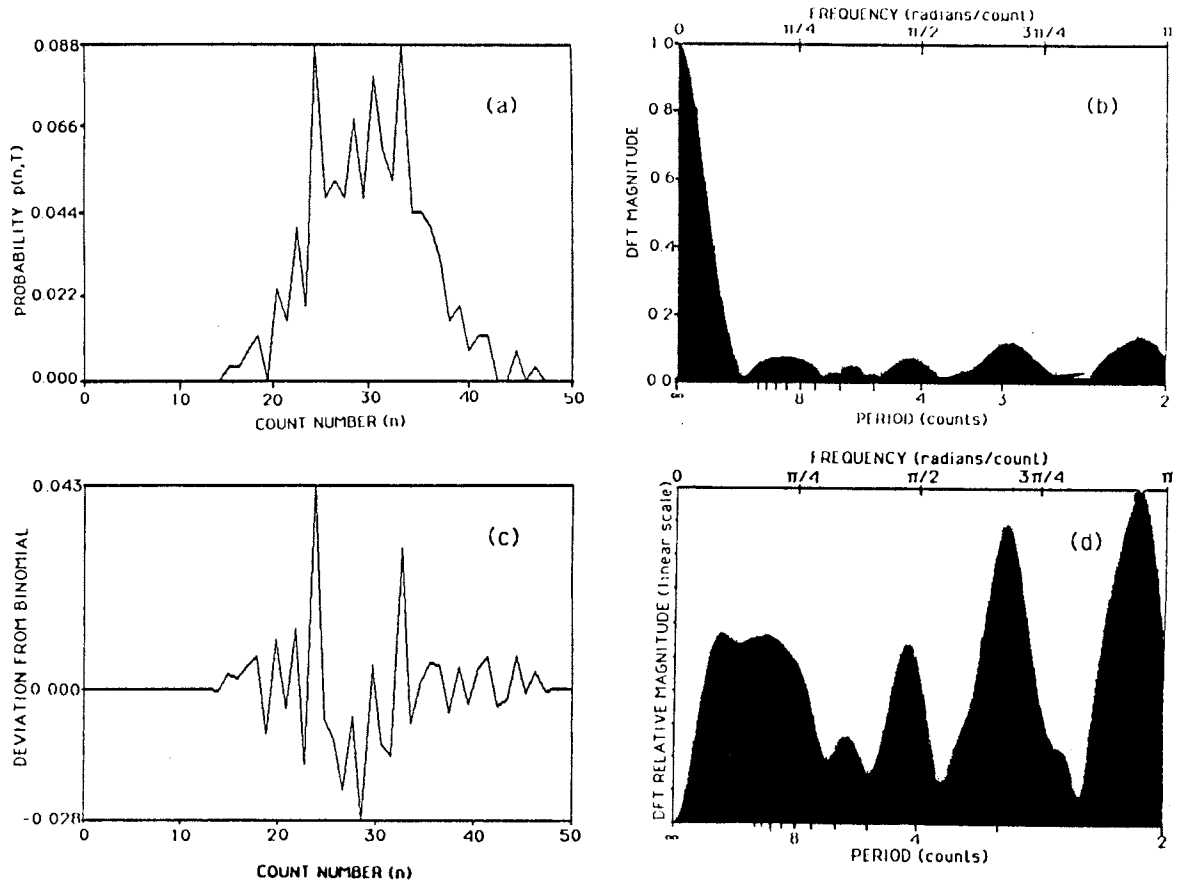 0.088
0.066
0.044
0.022
0.000
PROBABILITY p(n,T)
(a)
0
10
20
30
40
50
COUNT NUMBER (n)
FREQUENCY (radians/count)
0
π/4
π/2
3π/4
π
1.0
0.8
0.6
0.4
0.2
0.0
DFT MAGNITUDE
(b)
∞
8
4
3
2
PERIOD (counts)
0.043
0.000
-0.028
DEVIATION FROM BINOMIAL
(c)
0
10
20
30
40
50
COUNT NUMBER (n)
FREQUENCY (radians/count)
0
π/4
π/2
3π/4
π
DFT RELATIVE MAGNITUDE (linear scale)
(d)
∞
8
4
2
PERIOD (counts)